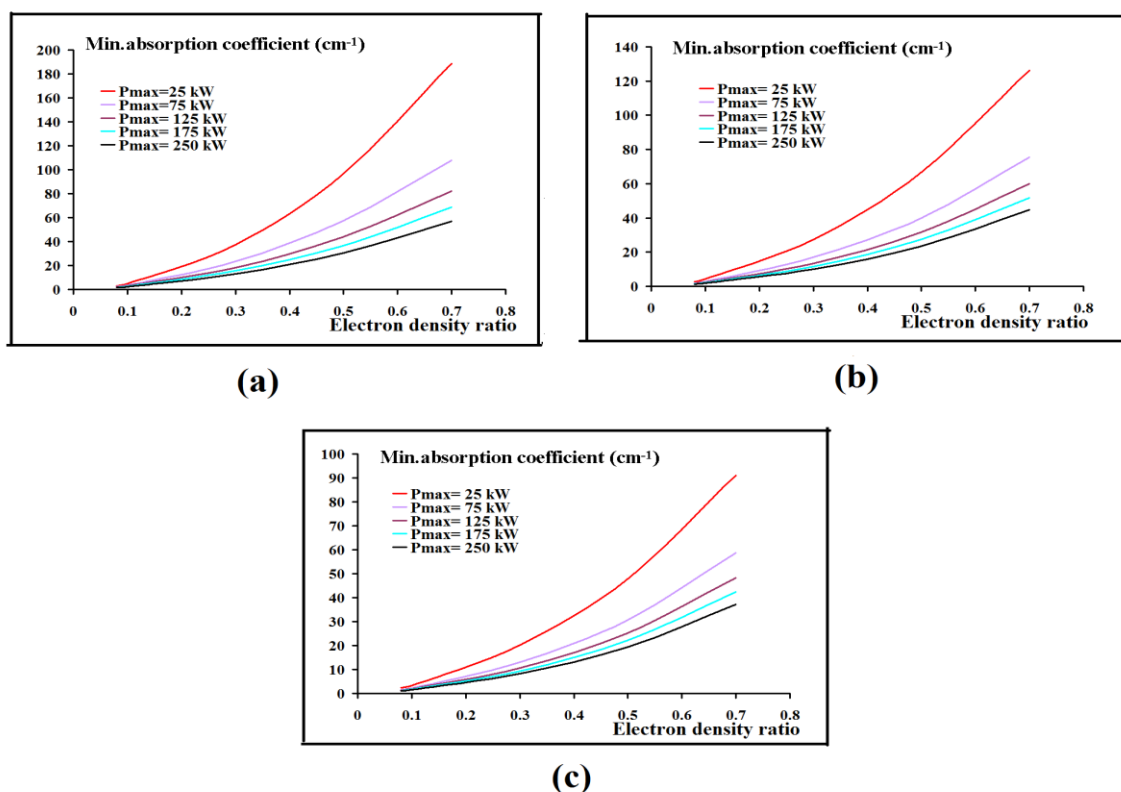 Min.absorption coefficient (cm-1)
200
180
160
140
120
100
80
60
40
20
0
Pmax=25 kW
Pmax=75 kW
Pmax= 125 kW
Pmax= 175 kW
Pmax= 250 kW
0 0.1 0.2 0.3 0.4 0.5 0.6 0.7 0.8
Electron density ratio
(a)
Min.absorption coefficient (cm-1)
140
120
100
80
60
40
20
0
Pmax= 25 kW
Pmax= 75 kW
Pmax= 125 kW
Pmax= 175 kW
Pmax= 250 kW
0 0.1 0.2 0.3 0.4 0.5 0.6 0.7 0.8
Electron density ratio
(b)
Min.absorption coefficient (cm-1)
100
90
80
70
60
50
40
30
20
10
0
Pmax= 25 kW
Pmax= 75 kW
Pmax= 125 kW
Pmax= 175 kW
Pmax= 250 kW
0 0.1 0.2 0.3 0.4 0.5 0.6 0.7 0.8
Electron density ratio
(c)